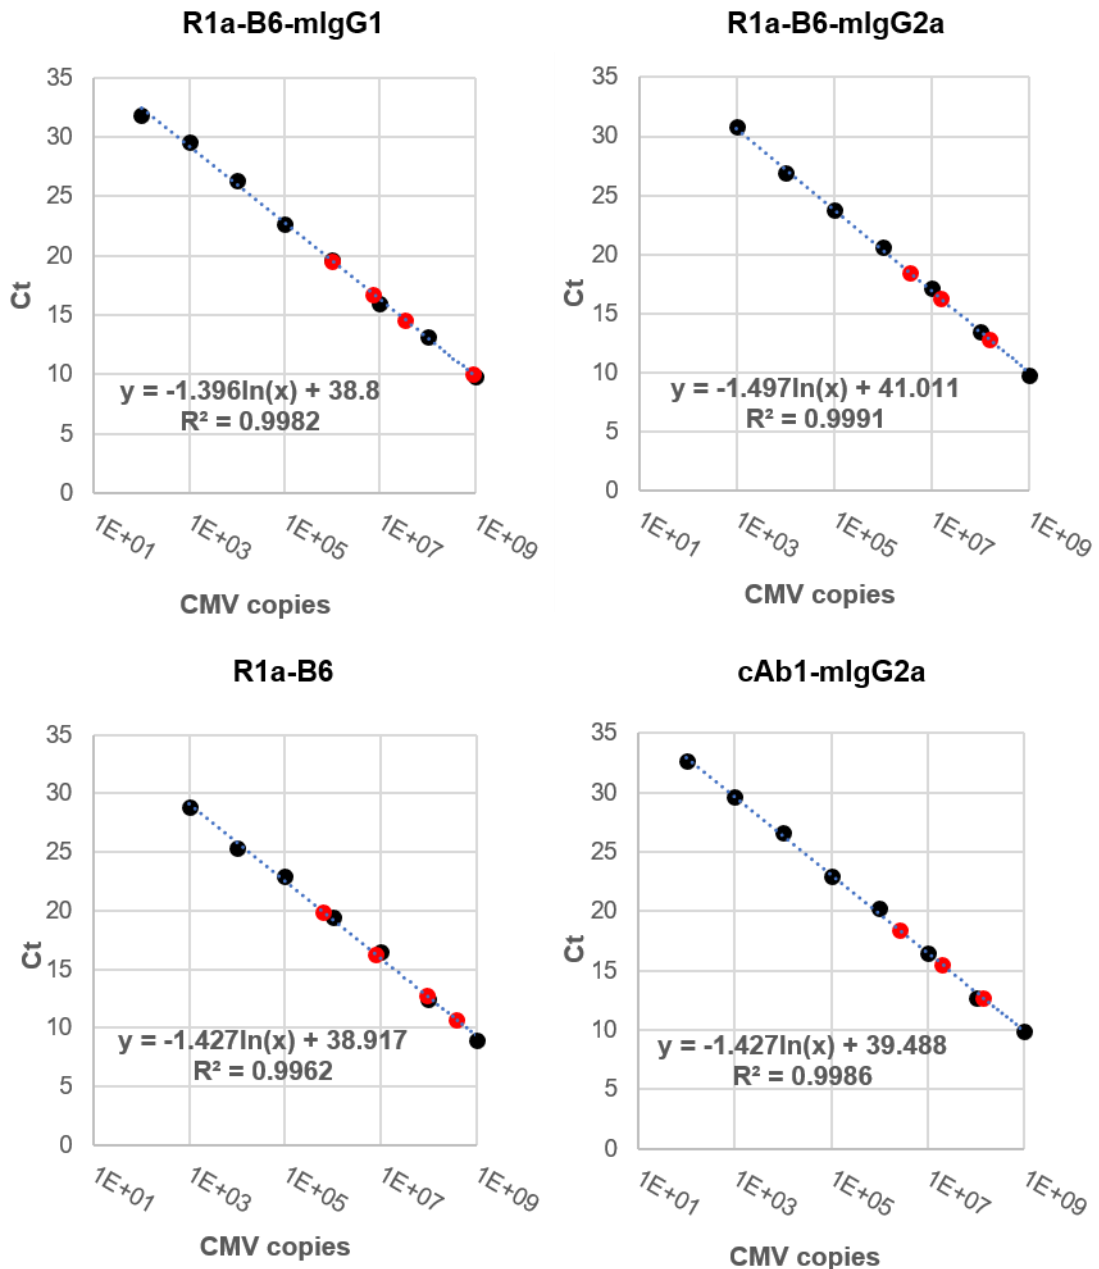 R1a-B6-mIgG1
35
30
25
20
15
10
5
0
Ct
y = -1.396ln(x) + 38.8
R² = 0.9982
1E+01
1E+03
1E+05
1E+07
1E+09
CMV copies
R1a-B6-mIgG2a
35
30
25
20
15
10
5
0
Ct
y = -1.497ln(x) + 41.011
R² = 0.9991
1E+01
1E+03
1E+05
1E+07
1E+09
CMV copies
R1a-B6
35
30
25
20
15
10
5
0
Ct
y = -1.427ln(x) + 38.917
R² = 0.9962
1E+01
1E+03
1E+05
1E+07
1E+09
CMV copies
cAb1-mIgG2a
35
30
25
20
15
10
5
0
Ct
y = -1.427ln(x) + 39.488
R² = 0.9986
1E+01
1E+03
1E+05
1E+07
1E+09
CMV copies